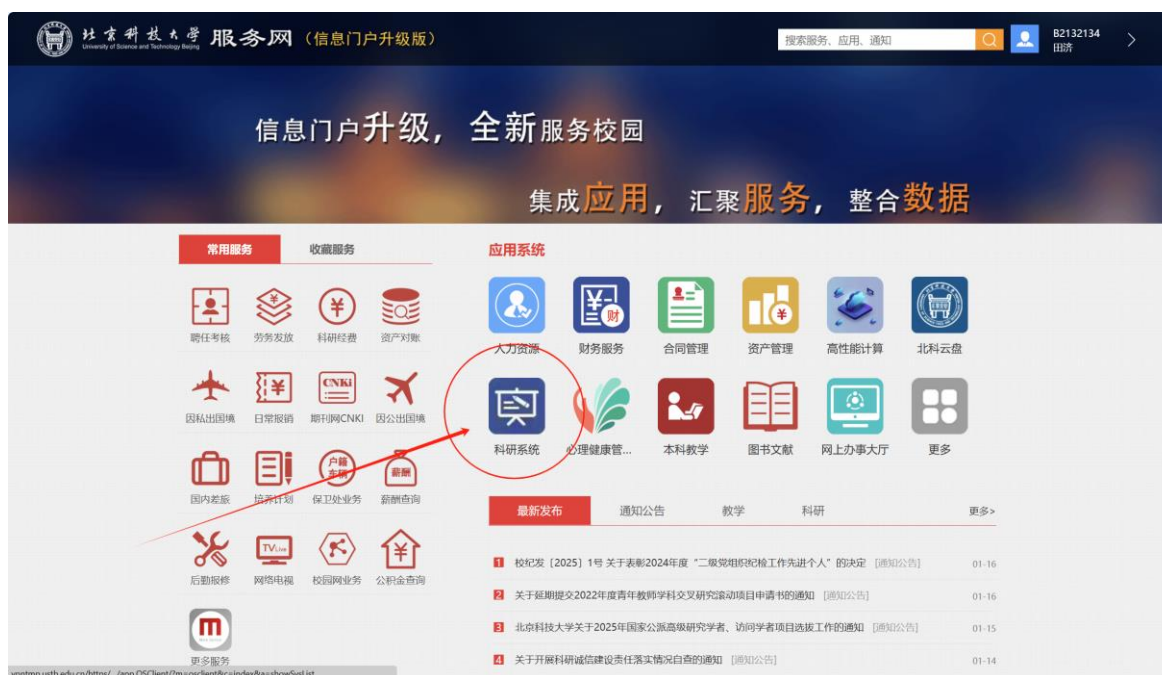 北京科技大学
University of Science and Technology Beijing
服务网(信息门户升级版)
搜索服务、应用、通知
B2132134
田济
信息门户升级,全新服务校园
集成应用,汇聚服务,整合数据
常用服务 收藏服务
聘任考核 劳务发放 科研经费 资产对账
因私出国境 日常报销 期刊网CNKI 因公出国境
国内差旅 培养计划 保卫处业务 薪酬查询
后勤报修 网络电视 校园网业务 公积金查询
更多服务
应用系统
人力资源 财务服务 合同管理 资产管理 高性能计算 北科云盘
科研系统 心理健康管... 本科教学 图书文献 网上办事大厅 更多
最新发布 通知公告 教学 科研 更多>
1 校纪发〔2025〕1号 关于表彰2024年度“二级党组织纪检工作先进个人”的决定 [通知公告] 01-16
2 关于延期提交2022年度青年教师学科交叉研究滚动项目申请书的通知 [通知公告] 01-16
3 北京科技大学关于2025年国家公派高级研究学者、访问学者项目选拔工作的通知 [通知公告] 01-15
4 关于开展科研诚信建设责任落实情况自查的通知 [通知公告] 01-14